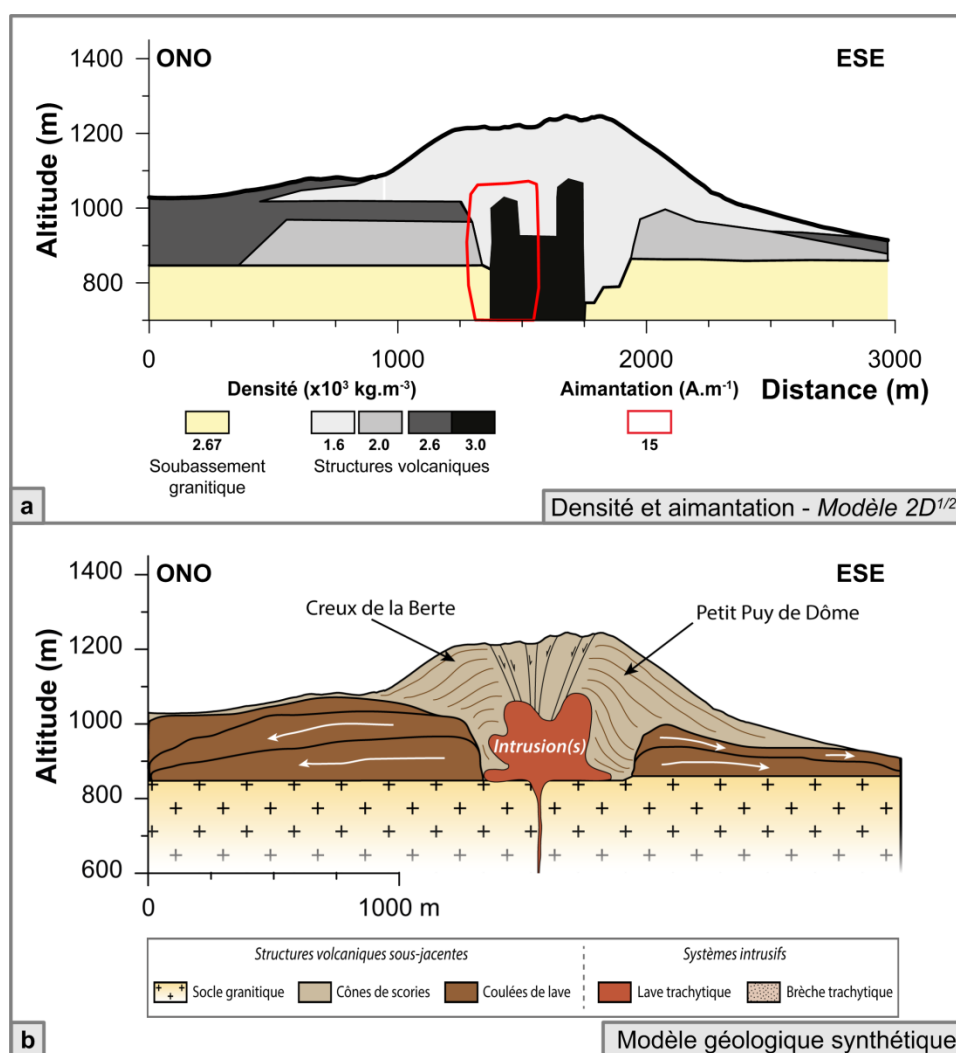 1400
ONO
ESE
1200
1000
800
Altitude (m)
0
1000
2000
3000
Densité (x10³ kg.m⁻³)
Aimantation (A.m⁻¹)
Distance (m)
2.67
1.6
2.0
2.6
3.0
15
Soubassement
granitique
Structures volcaniques
a
Densité et aimantation - Modèle 2D1/2
1400
ONO
ESE
Creux de la Berte
Petit Puy de Dôme
1200
1000
Intrusion(s)
800
600
Altitude (m)
0
1000 m
Structures volcaniques sous-jacentes
Systèmes intrusifs
Socle granitique
Cônes de scories
Coulées de lave
Lave trachytique
Brèche trachytique
b
Modèle géologique synthétique